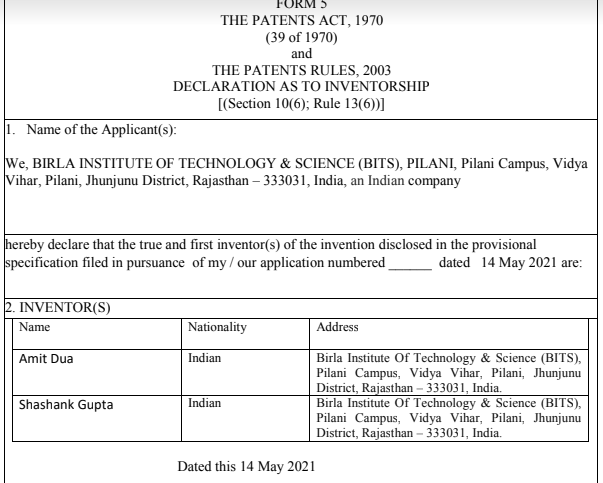 FORM 5
THE PATENTS ACT, 1970
(39 of 1970)
and
THE PATENTS RULES, 2003
DECLARATION AS TO INVENTORSHIP
[(Section 10(6); Rule 13(6))]
1. Name of the Applicant(s):
We, BIRLA INSTITUTE OF TECHNOLOGY & SCIENCE (BITS), PILANI, Pilani Campus, Vidya
Vihar, Pilani, Jhunjunu District, Rajasthan – 333031, India, an Indian company
hereby declare that the true and first inventor(s) of the invention disclosed in the provisional
specification filed in pursuance of my / our application numbered ______ dated 14 May 2021 are:
2. INVENTOR(S)
Name Nationality Address
Amit Dua Indian Birla Institute Of Technology & Science (BITS),
Pilani Campus, Vidya Vihar, Pilani, Jhunjunu
District, Rajasthan – 333031, India.
Shashank Gupta Indian Birla Institute Of Technology & Science (BITS),
Pilani Campus, Vidya Vihar, Pilani, Jhunjunu
District, Rajasthan – 333031, India.
Dated this 14 May 2021